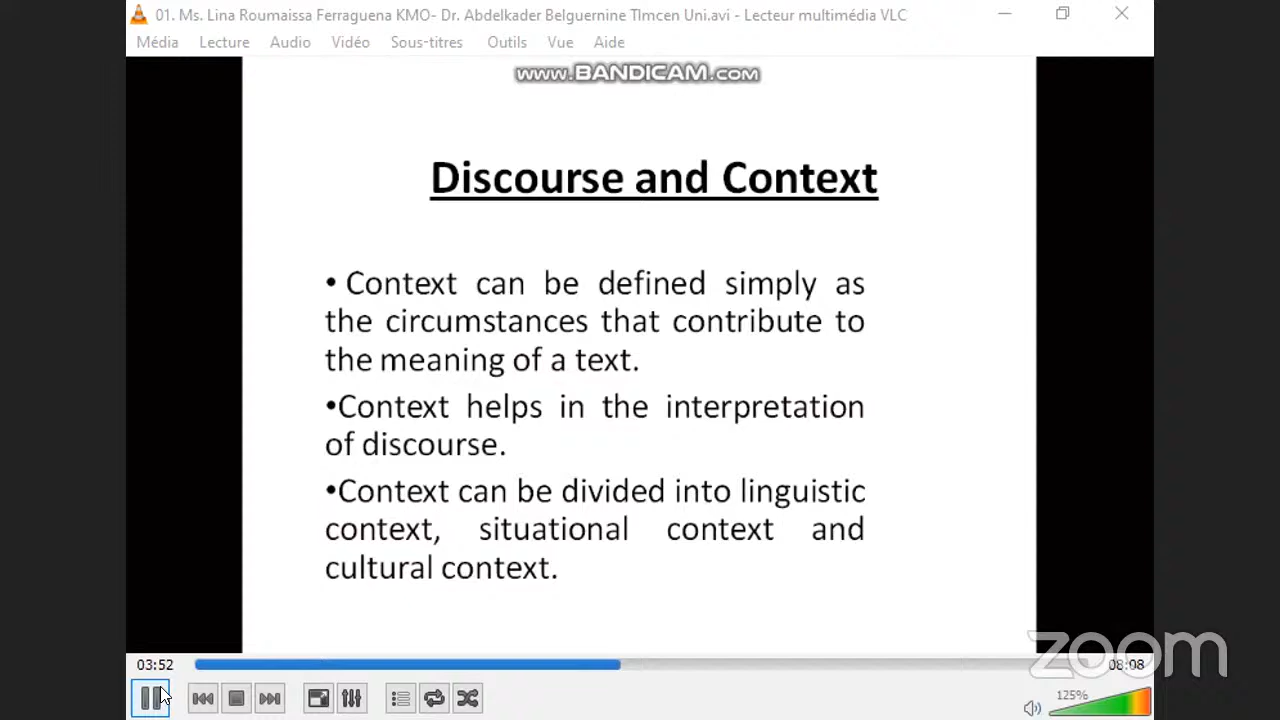 01. Ms. Lina Roumaissa Ferraguena KMO- Dr. Abdelkader Belguernine Tlmcen Uni.avi - Lecteur multimédia VLC
Média Lecture Audio Vidéo Sous-titres Outils Vue Aide
www.BANDICAM.com
Discourse and Context
• Context can be defined simply as
the circumstances that contribute to
the meaning of a text.
•Context helps in the interpretation
of discourse.
•Context can be divided into linguistic
context, situational context and
cultural context.
zoom
03:52
08:08
125%